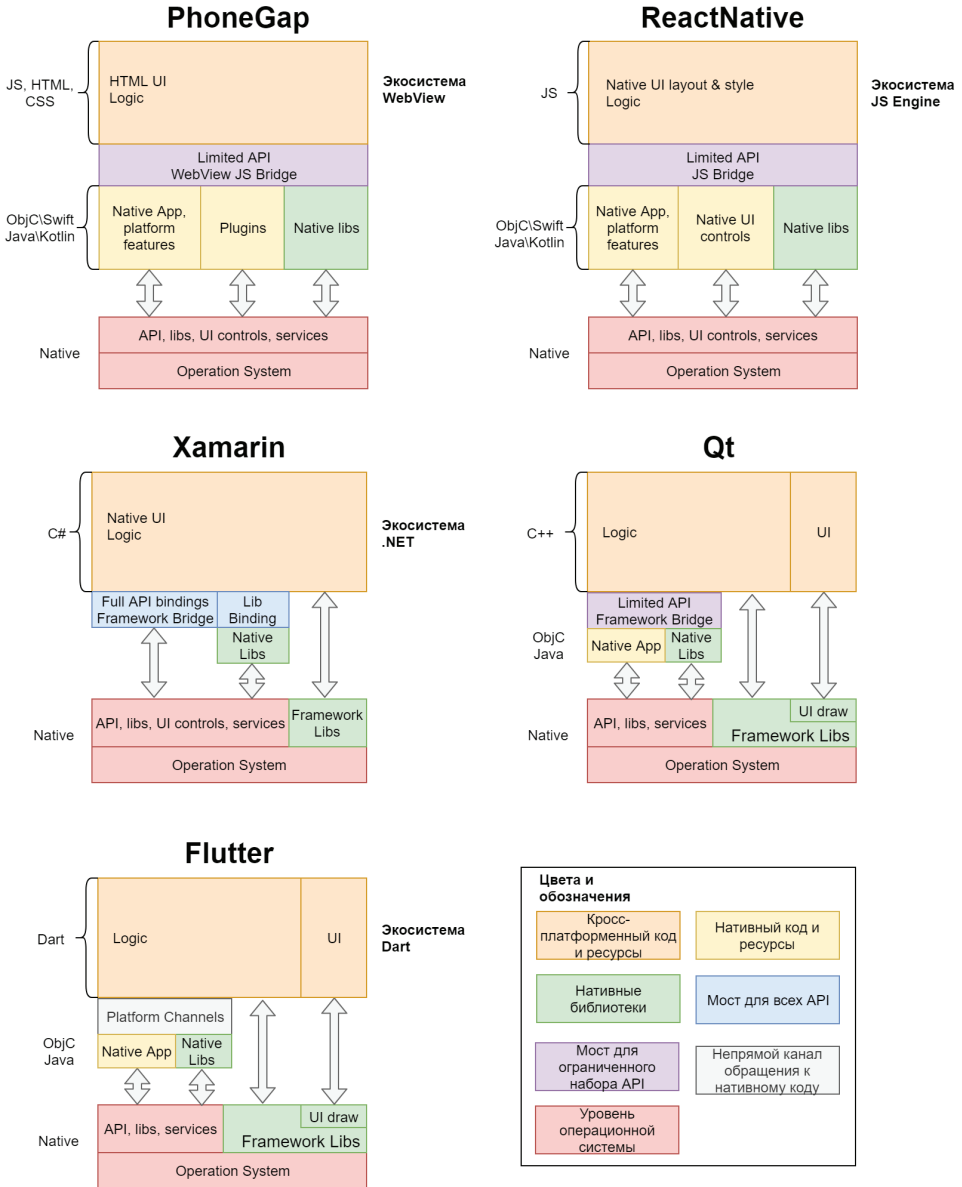 PhoneGap
JS, HTML,
CSS
HTML UI
Logic
Экосистема
WebView
Limited API
WebView JS Bridge
ObjC\Swift
Java\Kotlin
Native App,
platform
features
Plugins
Native libs
API, libs, UI controls, services
Native
Operation System
ReactNative
JS
Native UI layout & style
Logic
Экосистема
JS Engine
Limited API
JS Bridge
ObjC\Swift
Java\Kotlin
Native App,
platform
features
Native UI
controls
Native libs
API, libs, UI controls, services
Native
Operation System
Xamarin
C#
Native UI
Logic
Экосистема
.NET
Full API bindings
Framework Bridge
Lib
Binding
Native
Libs
API, libs, UI controls, services
Framework
Libs
Native
Operation System
Qt
C++
Logic
UI
Limited API
Framework Bridge
ObjC
Java
Native App
Native
Libs
API, libs, services
UI draw
Framework Libs
Native
Operation System
Flutter
Dart
Logic
UI
Экосистема
Dart
Platform Channels
ObjC
Java
Native App
Native
Libs
API, libs, services
UI draw
Framework Libs
Native
Operation System
Цвета и
обозначения
Кросс-
платформенный код
и ресурсы
Нативный код и
ресурсы
Нативные
библиотеки
Мост для всех API
Мост для
ограниченного
набора API
Непрямой канал
обращения к
нативному коду
Уровень
операционной
системы